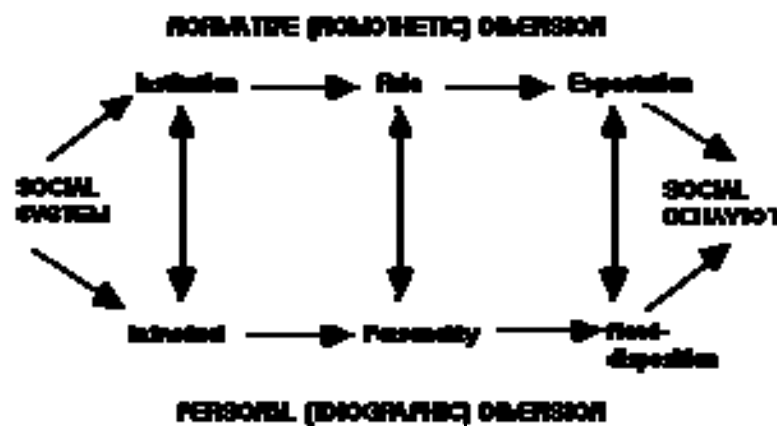 NORMATIVE (NOMOTHETIC) DIMENSION
Institution Role Expectation
SOCIAL
SYSTEM
SOCIAL
BEHAVIOR
Individual Personality Need-
disposition
PERSONAL (IDIOGRAPHIC) DIMENSION